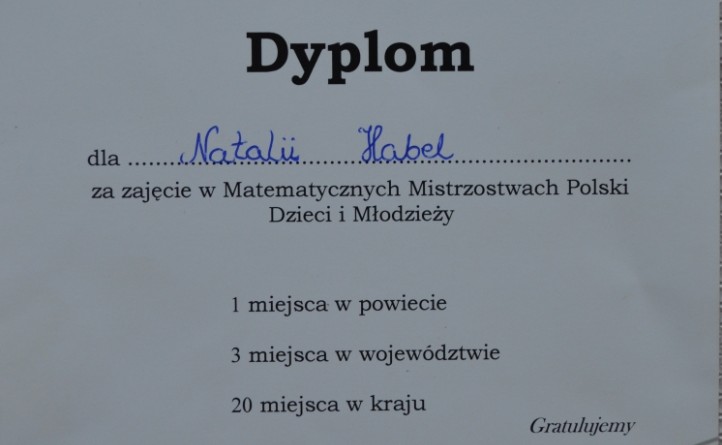 Dyplom
dla ........Natalii Habel........
za zajęcie w Matematycznych Mistrzostwach Polski
Dzieci i Młodzieży
1 miejsca w powiecie
3 miejsca w województwie
20 miejsca w kraju
Gratulujemy